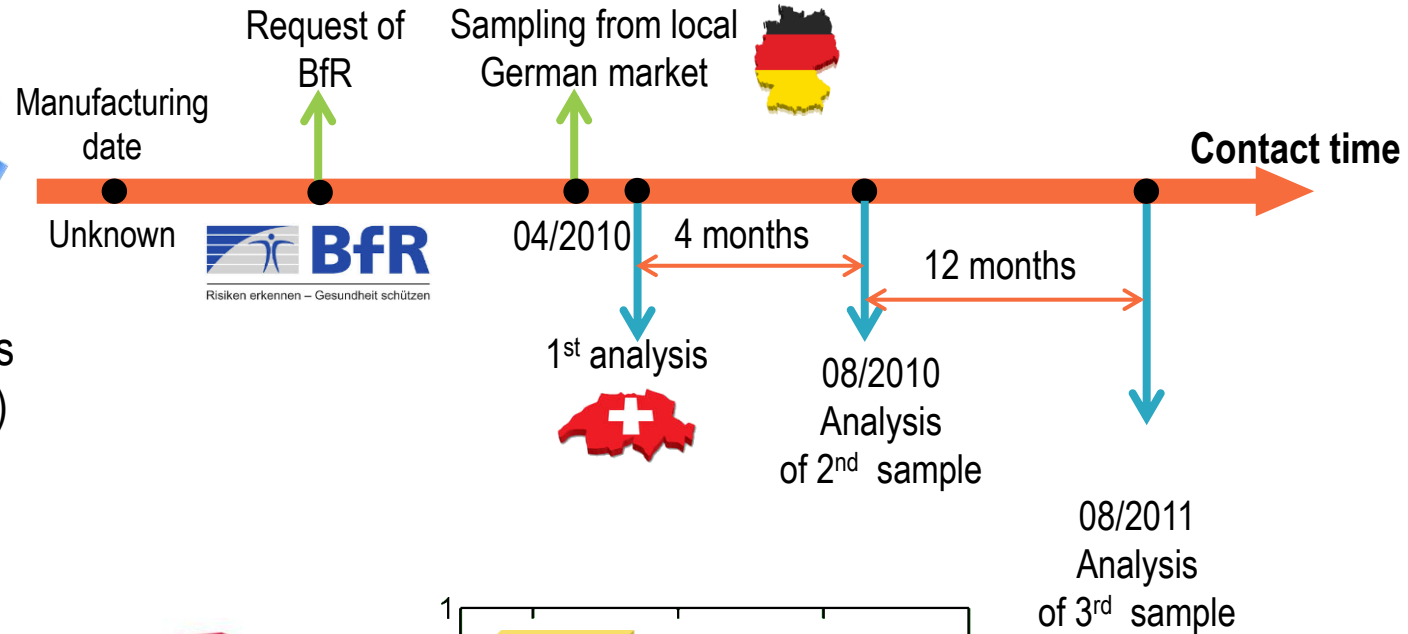 Request of
BfR
Sampling from local
German market
Manufacturing
date
Contact time
Unknown
BfR
Risiken erkennen – Gesundheit schützen
04/2010
4 months
12 months
1st analysis
08/2010
Analysis
of 2nd sample
s
)
08/2011
Analysis
of 3rd sample
1